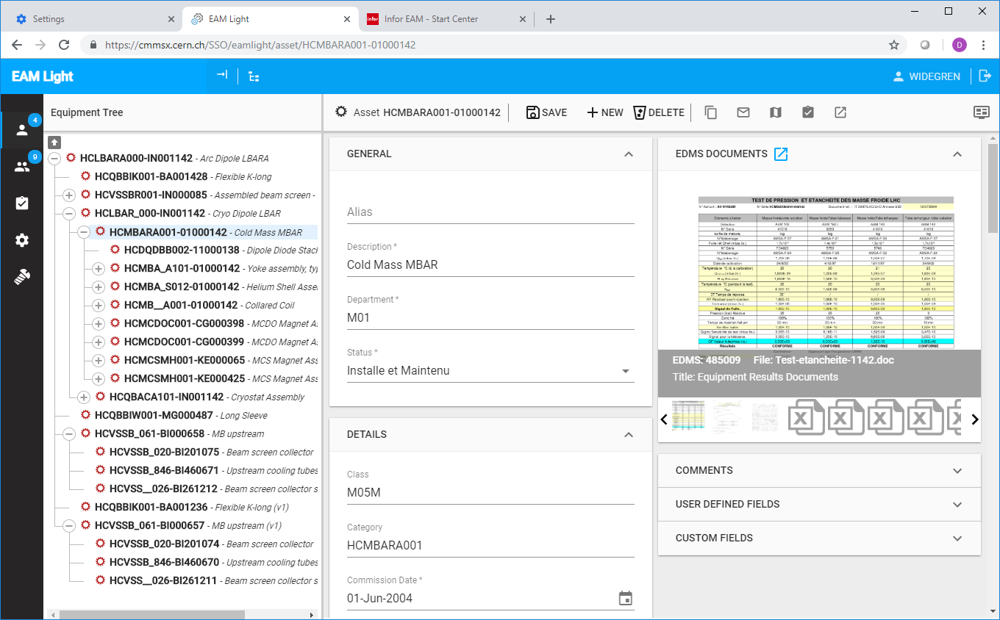 Settings
EAM Light
Infor EAM - Start Center
https://cmmsx.cern.ch/SSO/eamlight/asset/HCMBARA001-01000142
D
EAM Light
WIDEGREN
4
9
Equipment Tree
HCLBARA000-IN001142 - Arc Dipole LBARA
HCQBBIK001-BA001428 - Flexible K-long
HCVSSBR001-IN000085 - Assembled beam screen -
HCLBAR_000-IN001142 - Cryo Dipole LBAR
HCMBARA001-01000142 - Cold Mass MBAR
HCDQDBB002-11000138 - Dipole Diode Stack
HCMBA_A101-01000142 - Yoke assembly, typ
HCMBA_S012-01000142 - Helium Shell Asse
HCMB__A001-01000142 - Collared Coil
HCMCDOC001-CG000398 - MCDO Magnet As
HCMCDOC001-CG000399 - MCDO Magnet As
HCMCSMH001-KE000065 - MCS Magnet Ass
HCMCSMH001-KE000425 - MCS Magnet Ass
HCQBACA101-IN001142 - Cryostat Assembly
HCQBBIW001-MG000487 - Long Sleeve
HCVSSB_061-BI000658 - MB upstream
HCVSSB_020-BI201075 - Beam screen collector
HCVSSB_846-BI460671 - Upstream cooling tubes
HCVSS__026-BI261212 - Beam screen collector s
HCQBBIK001-BA001236 - Flexible K-long (v1)
HCVSSB_061-BI000657 - MB upstream (v1)
HCVSSB_020-BI201074 - Beam screen collector
HCVSSB_846-BI460670 - Upstream cooling tubes
HCVSS__026-BI261211 - Beam screen collector s
Asset HCMBARA001-01000142
SAVE
NEW
DELETE
GENERAL
Alias
Description *
Cold Mass MBAR
Department *
M01
Status *
Installe et Maintenu
DETAILS
Class
M05M
Category
HCMBARA001
Commission Date *
01-Jun-2004
EDMS DOCUMENTS
TEST DE PRESSION ET ETANCHEITE DES MASSE FROIDE LHC
EDMS: 485009 File: Test-etancheite-1142.doc
Title: Equipment Results Documents
COMMENTS
USER DEFINED FIELDS
CUSTOM FIELDS